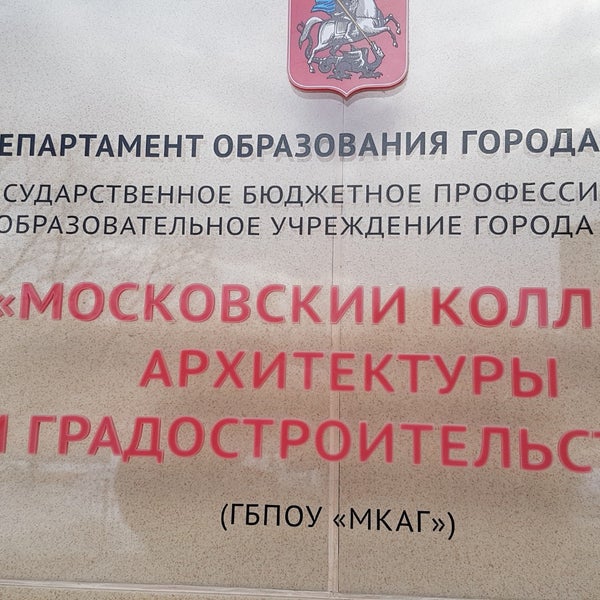 ЕПАРТАМЕНТ ОБРАЗОВАНИЯ ГОРОДА
СУДАРСТВЕННОЕ БЮДЖЕТНОЕ ПРОФЕССИ
ОБРАЗОВАТЕЛЬНОЕ УЧРЕЖДЕНИЕ ГОРОДА
«МОСКОВСКИЙ КОЛЛ
АРХИТЕКТУРЫ
И ГРАДОСТРОИТЕЛЬСТ
(ГБПОУ «МКАГ»)